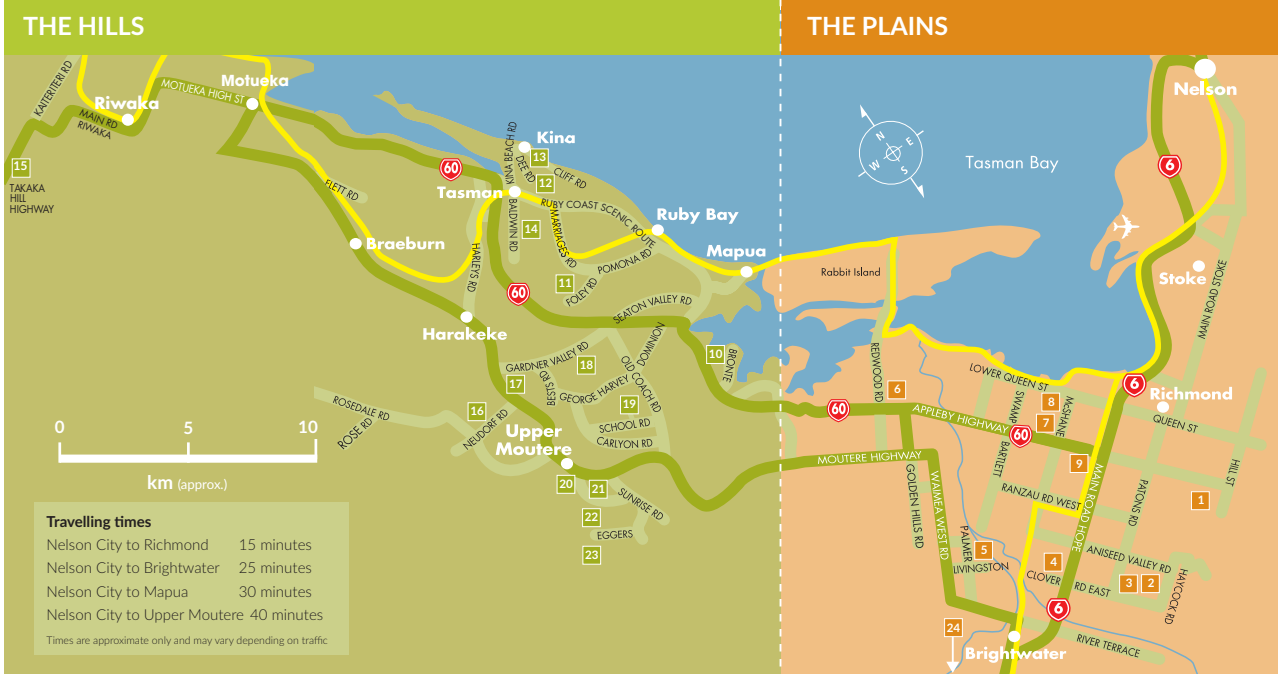 THE HILLS
THE PLAINS
KAITERITERI RD
Riwaka
MAIN RD
RIWAKA
MOTUEKA HIGH ST
Motueka
15
TAKAKA
HILL
HIGHWAY
60
KINA BEACH RD
Kina
DEE RD
13
12
CLIFF RD
Tasman
FLETT RD
RUBY COAST SCENIC ROUTE
MARRIAGES RD
BALDWIN RD
14
Ruby Bay
Mapua
Braeburn
HARLEYS RD
POMONA RD
11
FOLEY RD
60
SEATON VALLEY RD
Harakeke
DOMINION
GARDNER VALLEY RD
18
17
BESTS RD
GEORGE HARVEY
OLD COACH RD
19
10
BRONTE
ROSEDALE RD
ROSE RD
16
NEUDORF RD
SCHOOL RD
CARLYON RD
Upper
Moutere
20
21
SUNRISE RD
22
EGGERS
23
0
5
10
km (approx.)
Travelling times
Nelson City to Richmond 15 minutes
Nelson City to Brightwater 25 minutes
Nelson City to Mapua 30 minutes
Nelson City to Upper Moutere 40 minutes
Times are approximate only and may vary depending on traffic
N
E
S
W
Tasman Bay
Nelson
6
Stoke
MAIN ROAD STOKE
Rabbit Island
REDWOOD RD
6
LOWER QUEEN ST
6
Richmond
QUEEN ST
60
APPLEBY HIGHWAY
60
SWAMP
8
7
McSHANE
BARTLETT
9
MOUTERE HIGHWAY
GOLDEN HILLS RD
WAIMEA WEST RD
MAIN ROAD HOPE
RANZAU RD WEST
PATONS RD
HILL ST
1
PALMER
5
LIVINGSTON
4
ANISEED VALLEY RD
CLOVER RD EAST
3
2
HAYCOCK RD
6
24
Brightwater
RIVER TERRACE